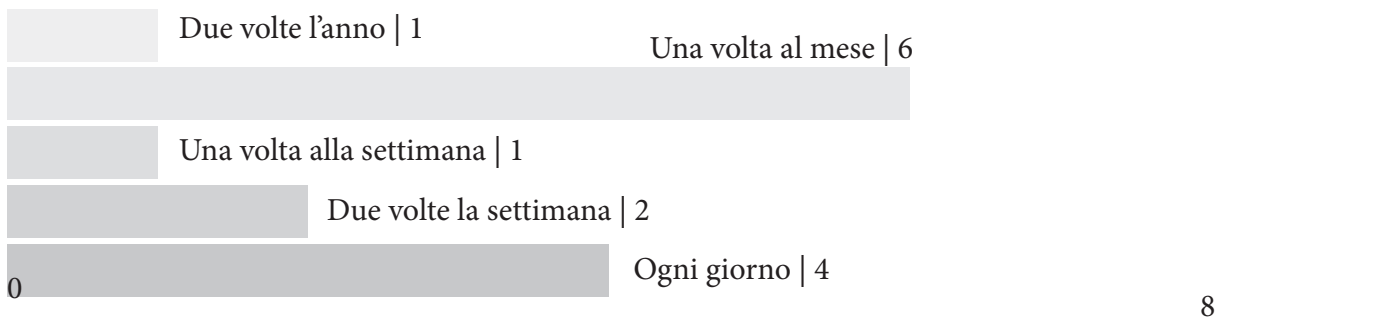 Due volte l’anno | 1
Una volta al mese | 6
Una volta alla settimana | 1
Due volte la settimana | 2
Ogni giorno | 4
0
8